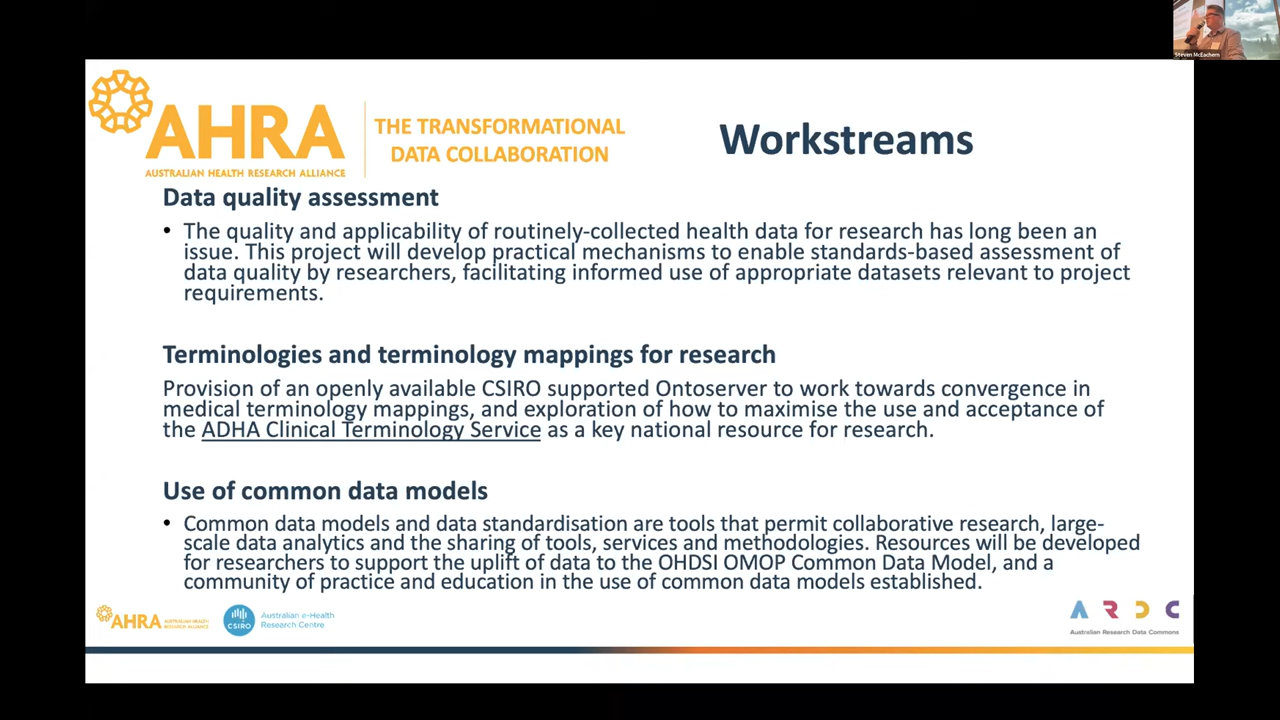 Steven McEachern
AHRA
AUSTRALIAN HEALTH RESEARCH ALLIANCE
THE TRANSFORMATIONAL
DATA COLLABORATION
Workstreams
Data quality assessment
• The quality and applicability of routinely-collected health data for research has long been an
issue. This project will develop practical mechanisms to enable standards-based assessment of
data quality by researchers, facilitating informed use of appropriate datasets relevant to project
requirements.
Terminologies and terminology mappings for research
Provision of an openly available CSIRO supported Ontoserver to work towards convergence in
medical terminology mappings, and exploration of how to maximise the use and acceptance of
the ADHA Clinical Terminology Service as a key national resource for research.
Use of common data models
• Common data models and data standardisation are tools that permit collaborative research, large-
scale data analytics and the sharing of tools, services and methodologies. Resources will be developed
for researchers to support the uplift of data to the OHDSI OMOP Common Data Model, and a
community of practice and education in the use of common data models established.
AHRA
AUSTRALIAN HEALTH
RESEARCH ALLIANCE
CSIRO
Australian e-Health
Research Centre
ARDC
Australian Research Data Commons